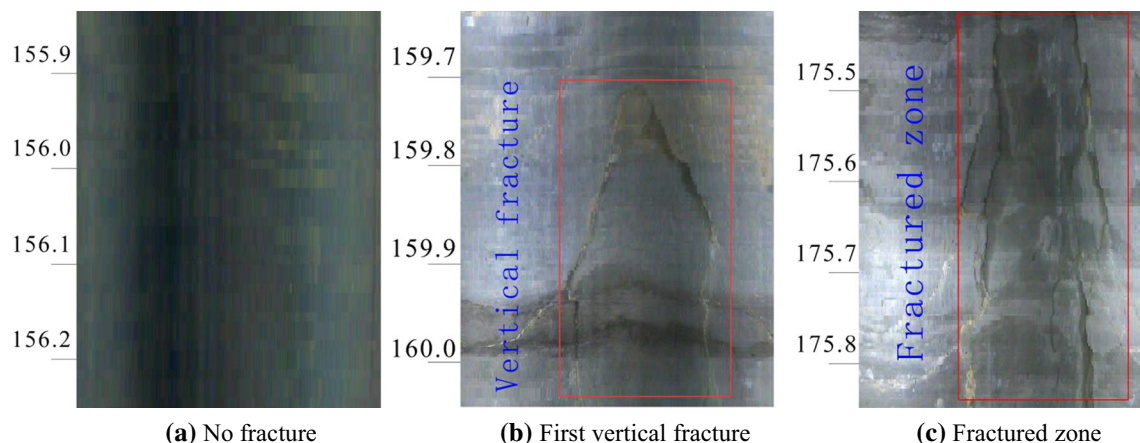 155.9
156.0
156.1
156.2
(a) No fracture
159.7
159.8
159.9
160.0
Vertical fracture
(b) First vertical fracture
175.5
175.6
175.7
175.8
Fractured zone
(c) Fractured zone